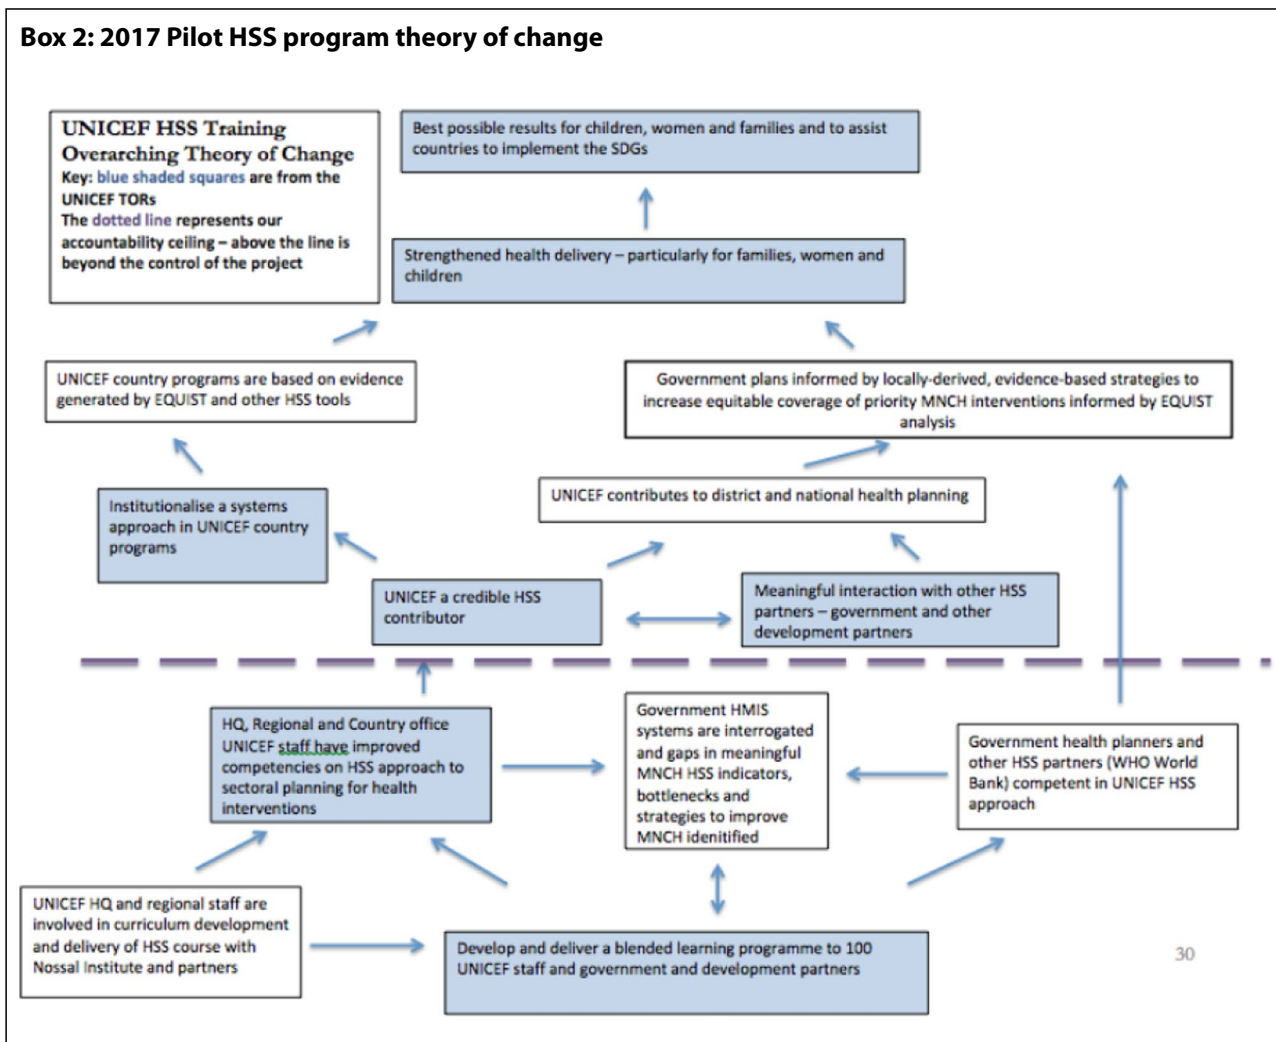 Box 2: 2017 Pilot HSS program theory of change
UNICEF HSS Training
Overarching Theory of Change
Key: blue shaded squares are from the
UNICEF TORs
The dotted line represents our
accountability ceiling – above the line is
beyond the control of the project
Best possible results for children, women and families and to assist
countries to implement the SDGs
Strengthened health delivery – particularly for families, women and
children
UNICEF country programs are based on evidence
generated by EQUIST and other HSS tools
Government plans informed by locally-derived, evidence-based strategies to
increase equitable coverage of priority MNCH interventions informed by EQUIST
analysis
Institutionalise a systems
approach in UNICEF country
programs
UNICEF contributes to district and national health planning
UNICEF a credible HSS
contributor
Meaningful interaction with other HSS
partners – government and other
development partners
HQ, Regional and Country office
UNICEF staff have improved
competencies on HSS approach to
sectoral planning for health
interventions
Government HMIS
systems are interrogated
and gaps in meaningful
MNCH HSS indicators,
bottlenecks and
strategies to improve
MNCH idenitified
Government health planners and
other HSS partners (WHO World
Bank) competent in UNICEF HSS
approach
UNICEF HQ and regional staff are
involved in curriculum development
and delivery of HSS course with
Nossal Institute and partners
Develop and deliver a blended learning programme to 100
UNICEF staff and government and development partners
30